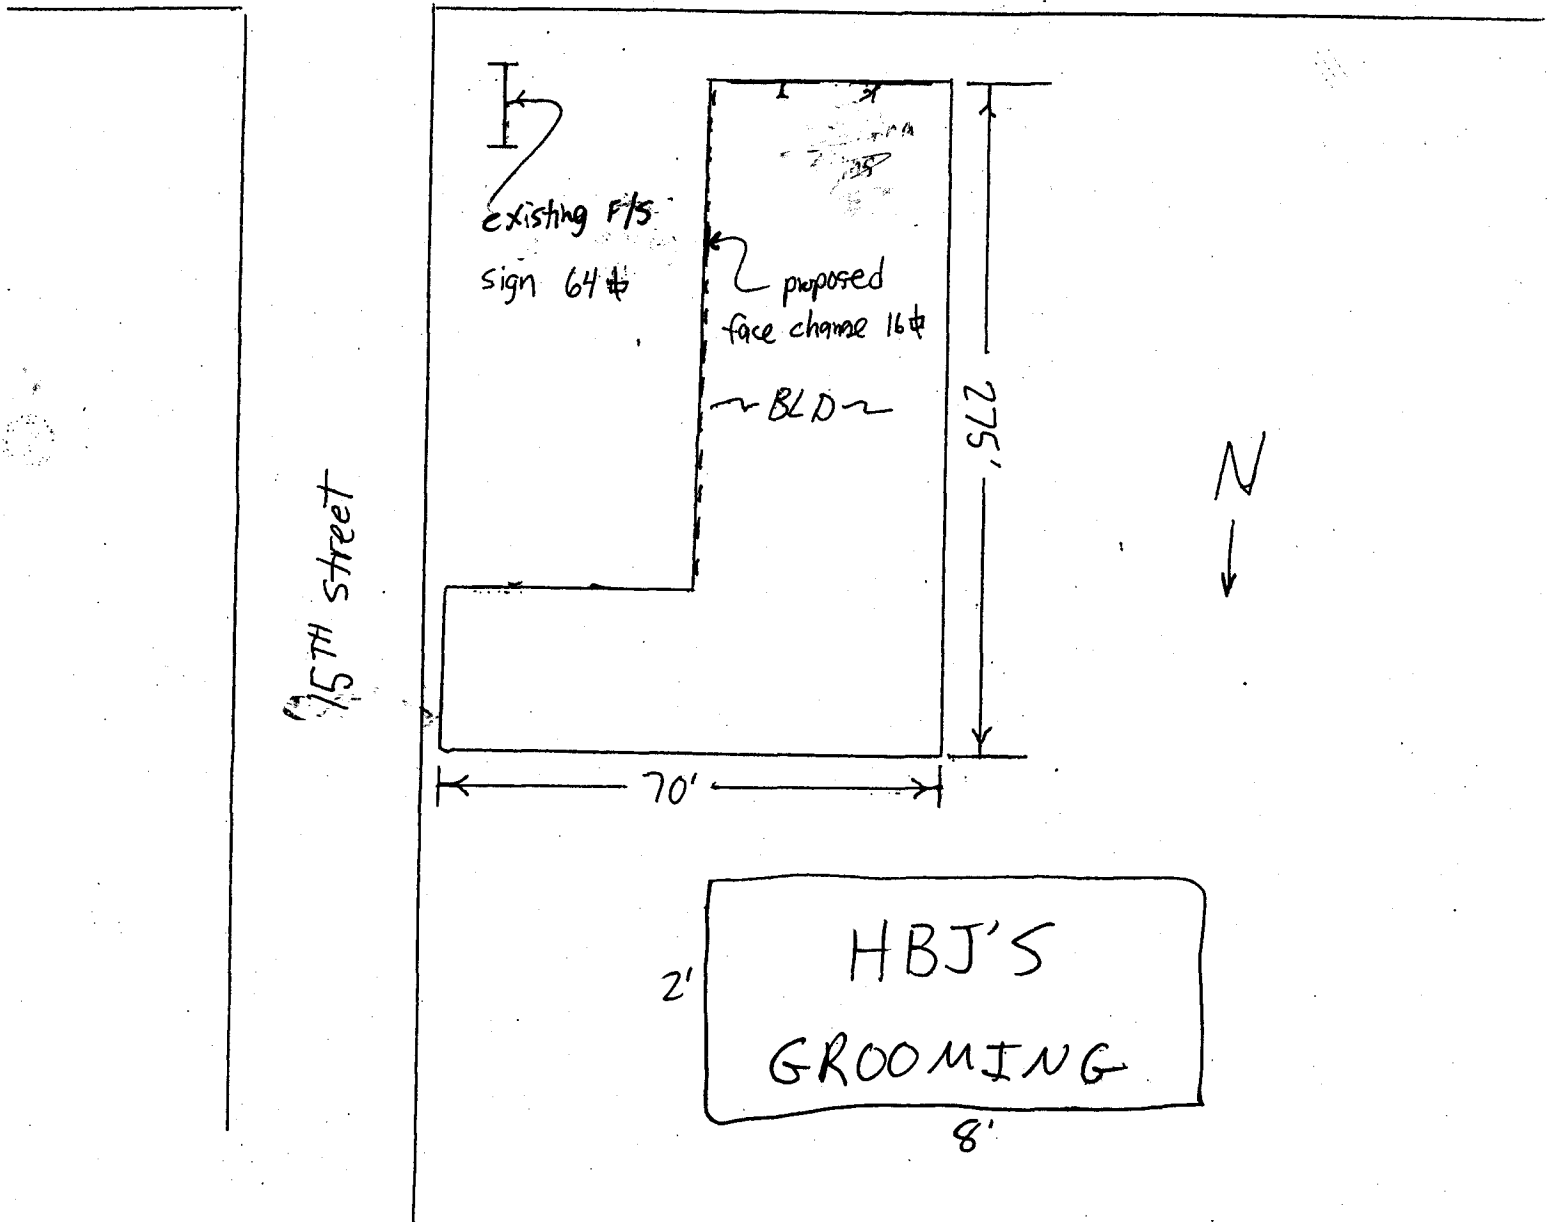 existing F/S
sign 64⌷
proposed
face change 16⌷
~BLD~
275'
N
15TH street
70'
HBJ'S
GROOMING
2'
8'